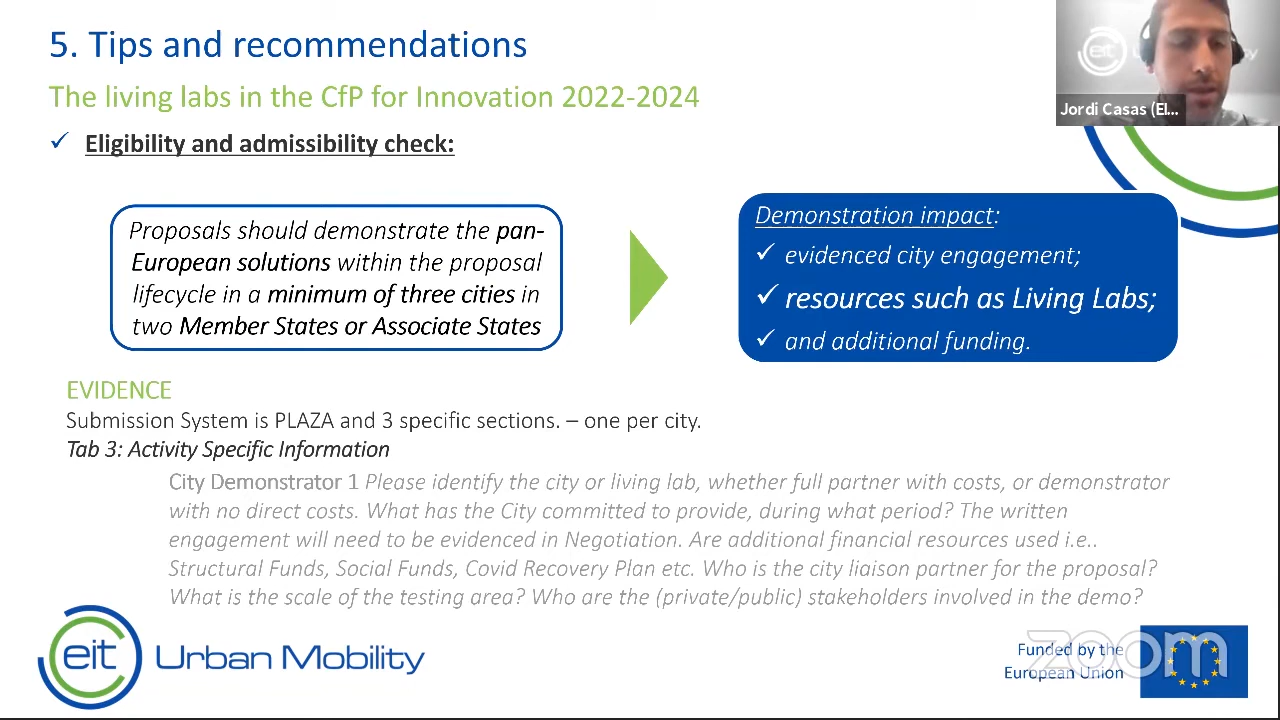 5. Tips and recommendations
The living labs in the CfP for Innovation 2022-2024
✓ Eligibility and admissibility check:
Proposals should demonstrate the pan-
European solutions within the proposal
lifecycle in a minimum of three cities in
two Member States or Associate States
Demonstration impact:
✓ evidenced city engagement;
✓ resources such as Living Labs;
✓ and additional funding.
EVIDENCE
Submission System is PLAZA and 3 specific sections. – one per city.
Tab 3: Activity Specific Information
City Demonstrator 1 Please identify the city or living lab, whether full partner with costs, or demonstrator
with no direct costs. What has the City committed to provide, during what period? The written
engagement will need to be evidenced in Negotiation. Are additional financial resources used i.e..
Structural Funds, Social Funds, Covid Recovery Plan etc. Who is the city liaison partner for the proposal?
What is the scale of the testing area? Who are the (private/public) stakeholders involved in the demo?
eit Urban Mobility
Funded by the
European Union
zoom
eit
Jordi Casas (EI...